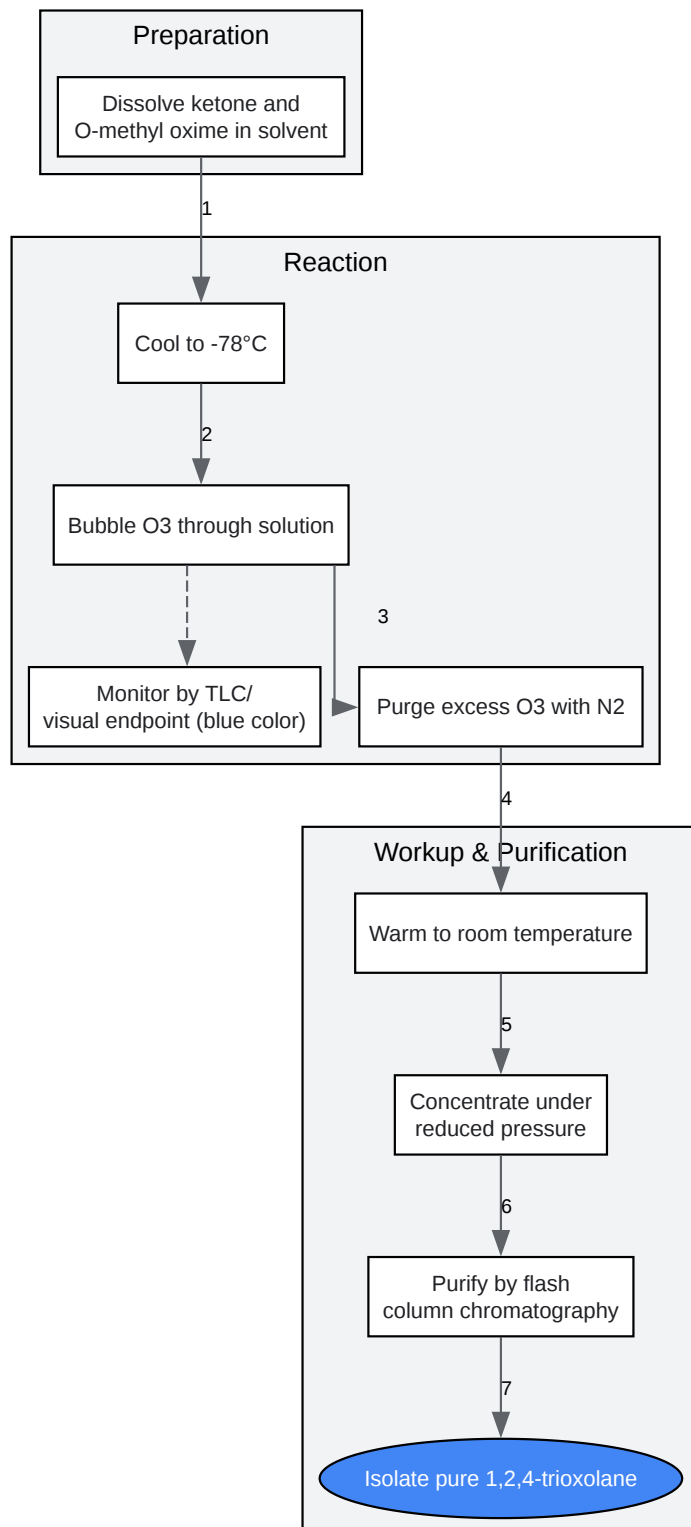 Preparation
Dissolve ketone and
O-methyl oxime in solvent
1
Reaction
Cool to -78°C
2
Bubble O3 through solution
3
Monitor by TLC/
visual endpoint (blue color)
Purge excess O3 with N2
4
Workup & Purification
Warm to room temperature
5
Concentrate under
reduced pressure
6
Purify by flash
column chromatography
7
Isolate pure 1,2,4-trioxolane